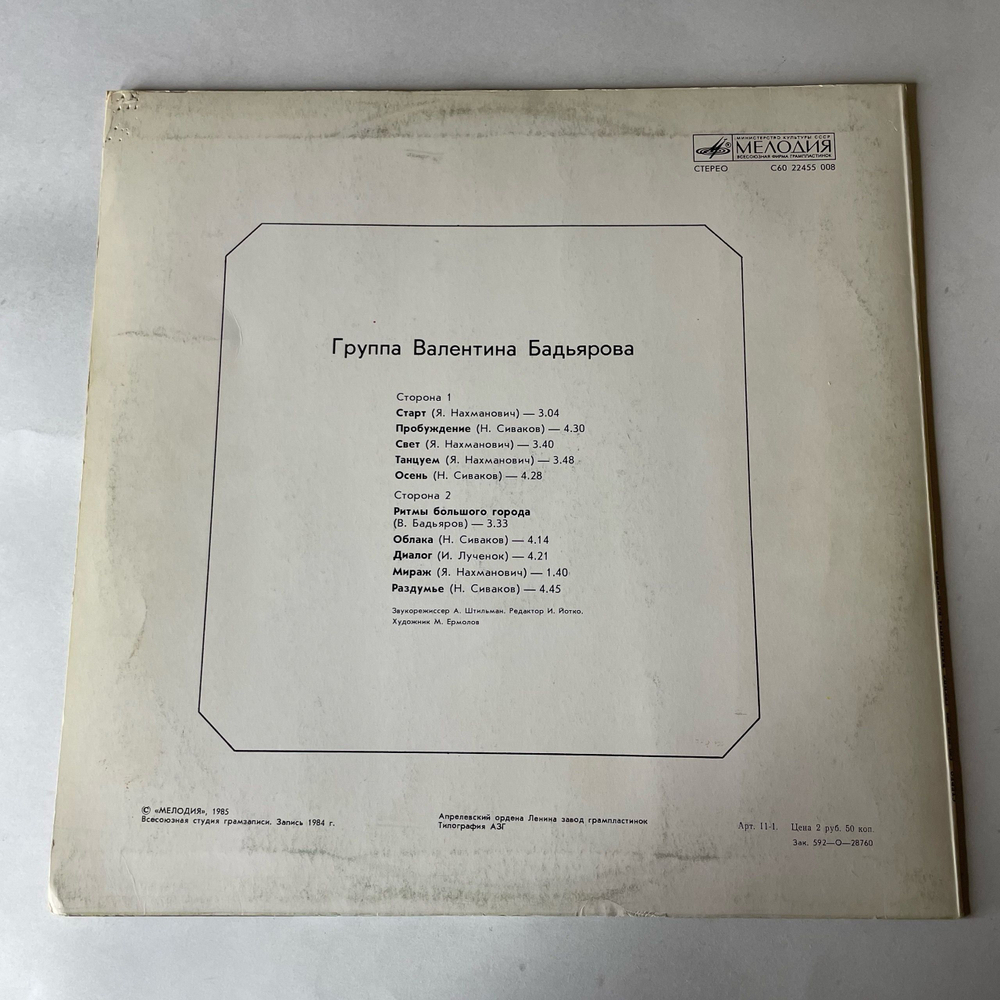 МИНИСТЕРСТВО КУЛЬТУРЫ СССР
МЕЛОДИЯ
ВСЕСОЮЗНАЯ ФИРМА ГРАМПЛАСТИНОК
СТЕРЕО С60 22455 008
Группа Валентина Бадьярова
Сторона 1
Старт (Я. Нахманович) — 3.04
Пробуждение (Н. Сиваков) — 4.30
Свет (Я. Нахманович) — 3.40
Танцуем (Я. Нахманович) — 3.48
Осень (Н. Сиваков) — 4.28
Сторона 2
Ритмы большого города
(В. Бадьяров) — 3.33
Облака (Н. Сиваков) — 4.14
Диалог (И. Лученок) — 4.21
Мираж (Я. Нахманович) — 1.40
Раздумье (Н. Сиваков) — 4.45
Звукорежиссер А. Штильман. Редактор И. Йотко.
Художник М. Ермолов
© «МЕЛОДИЯ», 1985
Всесоюзная студия грамзаписи. Запись 1984 г.
Апрелевский ордена Ленина завод грампластинок
Типография АЗГ
Арт. 11-1. Цена 2 руб. 50 коп.
Зак. 592—О—28760